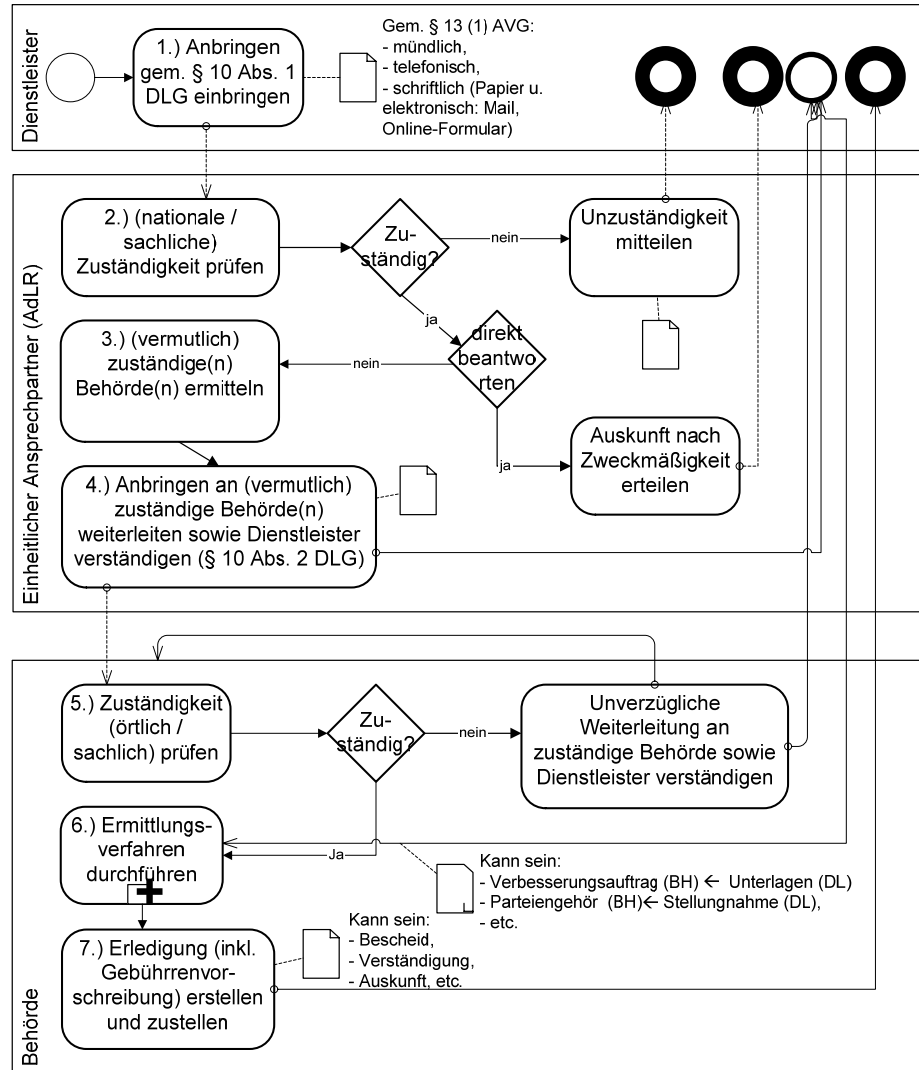 Dienstleister
1.) Anbringen
gem. § 10 Abs. 1
DLG einbringen
Gem. § 13 (1) AVG:
- mündlich,
- telefonisch,
- schriftlich (Papier u.
elektronisch: Mail,
Online-Formular)
Einheitlicher Ansprechpartner (AdLR)
2.) (nationale /
sachliche)
Zuständigkeit prüfen
Zu-
ständig?
nein
Unzuständigkeit
mitteilen
ja
3.) (vermutlich)
zuständige(n)
Behörde(n) ermitteln
nein
direkt
beantwo
rten
ja
Auskunft nach
Zweckmäßigkeit
erteilen
4.) Anbringen an (vermutlich)
zuständige Behörde(n)
weiterleiten sowie Dienstleister
verständigen (§ 10 Abs. 2 DLG)
Behörde
5.) Zuständigkeit
(örtlich /
sachlich) prüfen
Zu-
ständig?
nein
Unverzügliche
Weiterleitung an
zuständige Behörde sowie
Dienstleister verständigen
6.) Ermittlungs-
verfahren
durchführen
Ja
Kann sein:
- Verbesserungsauftrag (BH) ← Unterlagen (DL)
- Parteiengehör (BH)← Stellungnahme (DL),
- etc.
7.) Erledigung (inkl.
Gebührrenvor-
schreibung) erstellen
und zustellen
Kann sein:
- Bescheid,
- Verständigung,
- Auskunft, etc.